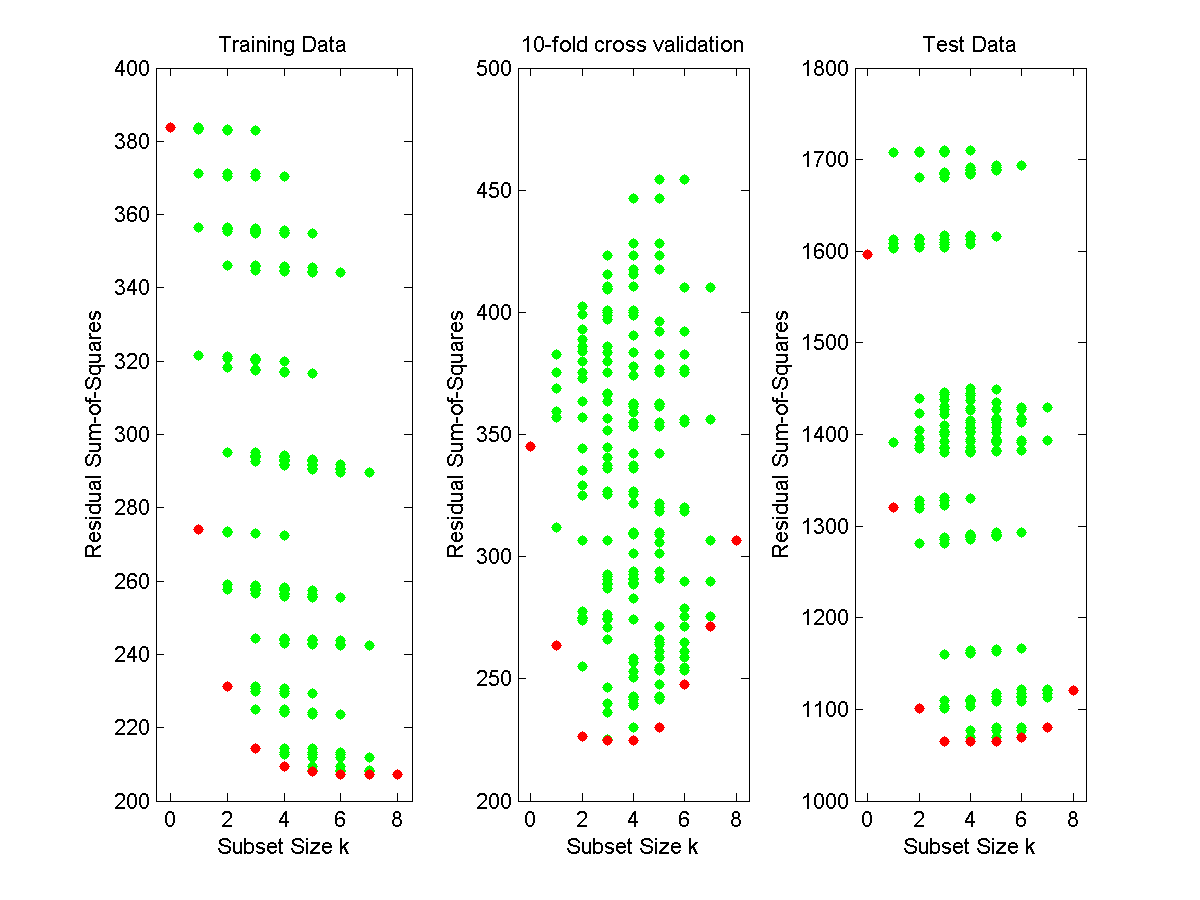 Training Data
10-fold cross validation
Test Data
400
380
360
340
320
300
280
260
240
220
200
Residual Sum-of-Squares
0 2 4 6 8
Subset Size k
500
450
400
350
300
250
200
Residual Sum-of-Squares
0 2 4 6 8
Subset Size k
1800
1700
1600
1500
1400
1300
1200
1100
1000
Residual Sum-of-Squares
0 2 4 6 8
Subset Size k